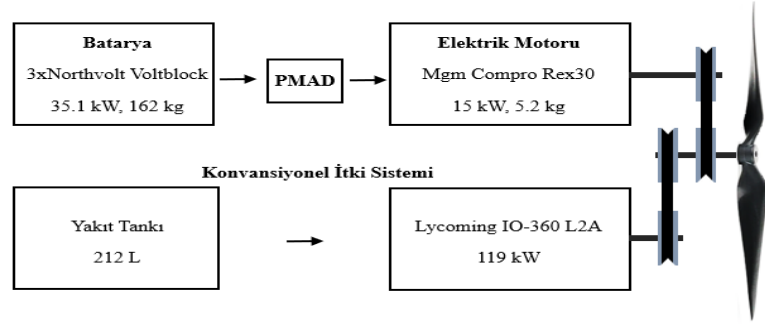 Batarya
3xNorthvolt Voltblock
35.1 kW, 162 kg
PMAD
Elektrik Motoru
Mgm Compro Rex30
15 kW, 5.2 kg
Konvansiyonel İtki Sistemi
Yakıt Tankı
212 L
Lycoming IO-360 L2A
119 kW